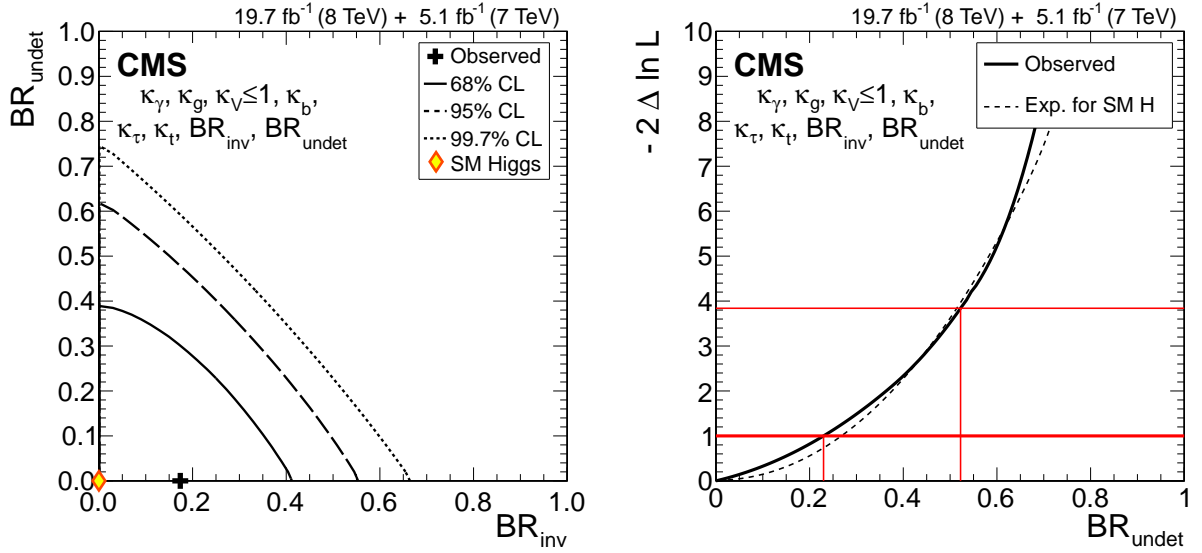 19.7 fb⁻¹ (8 TeV) + 5.1 fb⁻¹ (7 TeV)
BR_undet
1.0
0.9
0.8
0.7
0.6
0.5
0.4
0.3
0.2
0.1
0.0
CMS
κ_γ, κ_g, κ_V≤1, κ_b,
κ_τ, κ_t, BR_inv, BR_undet
Observed
68% CL
95% CL
99.7% CL
SM Higgs
0.0 0.2 0.4 0.6 0.8 1.0
BR_inv
19.7 fb⁻¹ (8 TeV) + 5.1 fb⁻¹ (7 TeV)
- 2 Δ ln L
10
9
8
7
6
5
4
3
2
1
0
CMS
κ_γ, κ_g, κ_V≤1, κ_b,
κ_τ, κ_t, BR_inv, BR_undet
Observed
Exp. for SM H
0 0.2 0.4 0.6 0.8 1
BR_undet